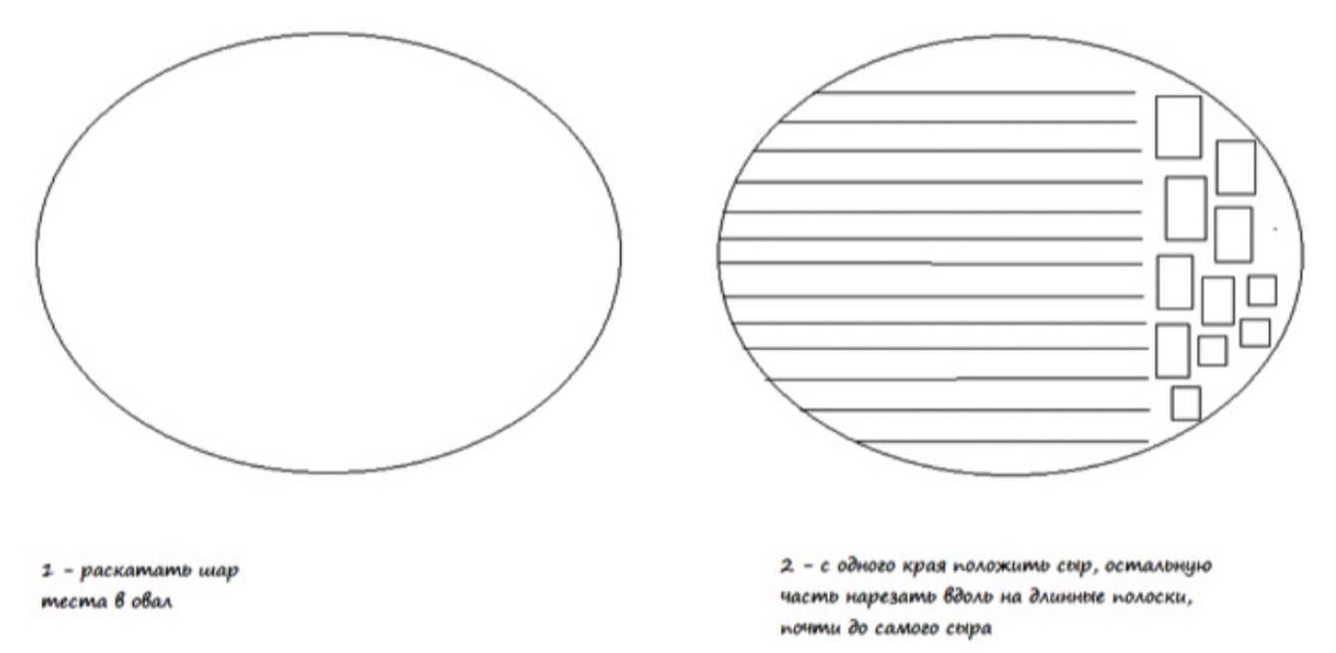 1 - раскатать шар
теста в овал
2 - с одного края положить сыр, остальную
часть нарезать вдоль на длинные полоски,
почти до самого сыра